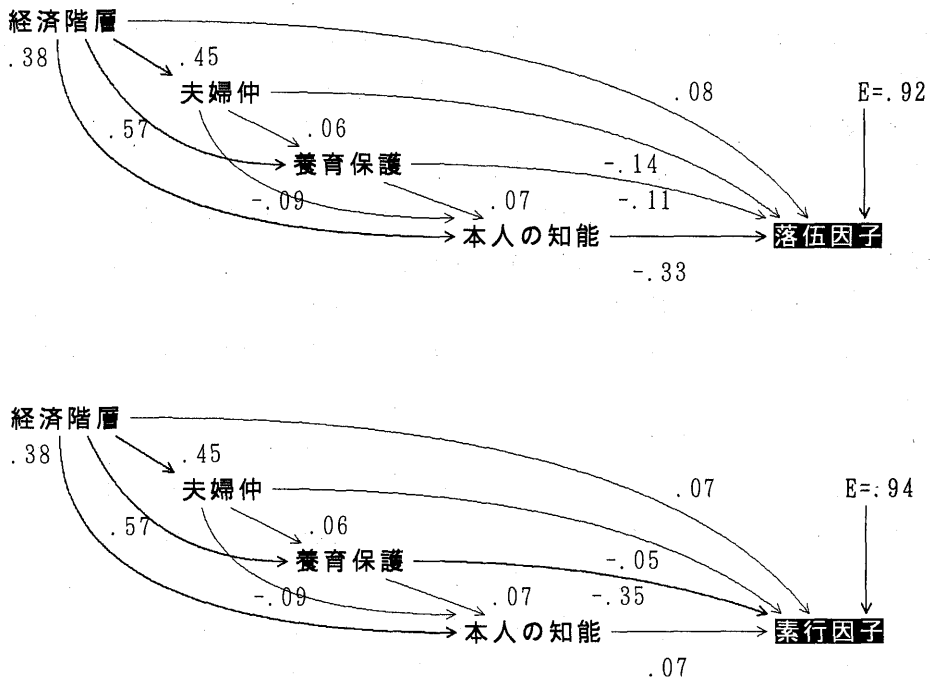 経済階層
.38
.45
夫婦仲
.08
E=.92
.57
.06
養育保護
-.14
-.09
.07
-.11
本人の知能
落伍因子
-.33
経済階層
.38
.45
夫婦仲
.07
E=.94
.57
.06
養育保護
-.05
-.09
.07
-.35
本人の知能
素行因子
.07